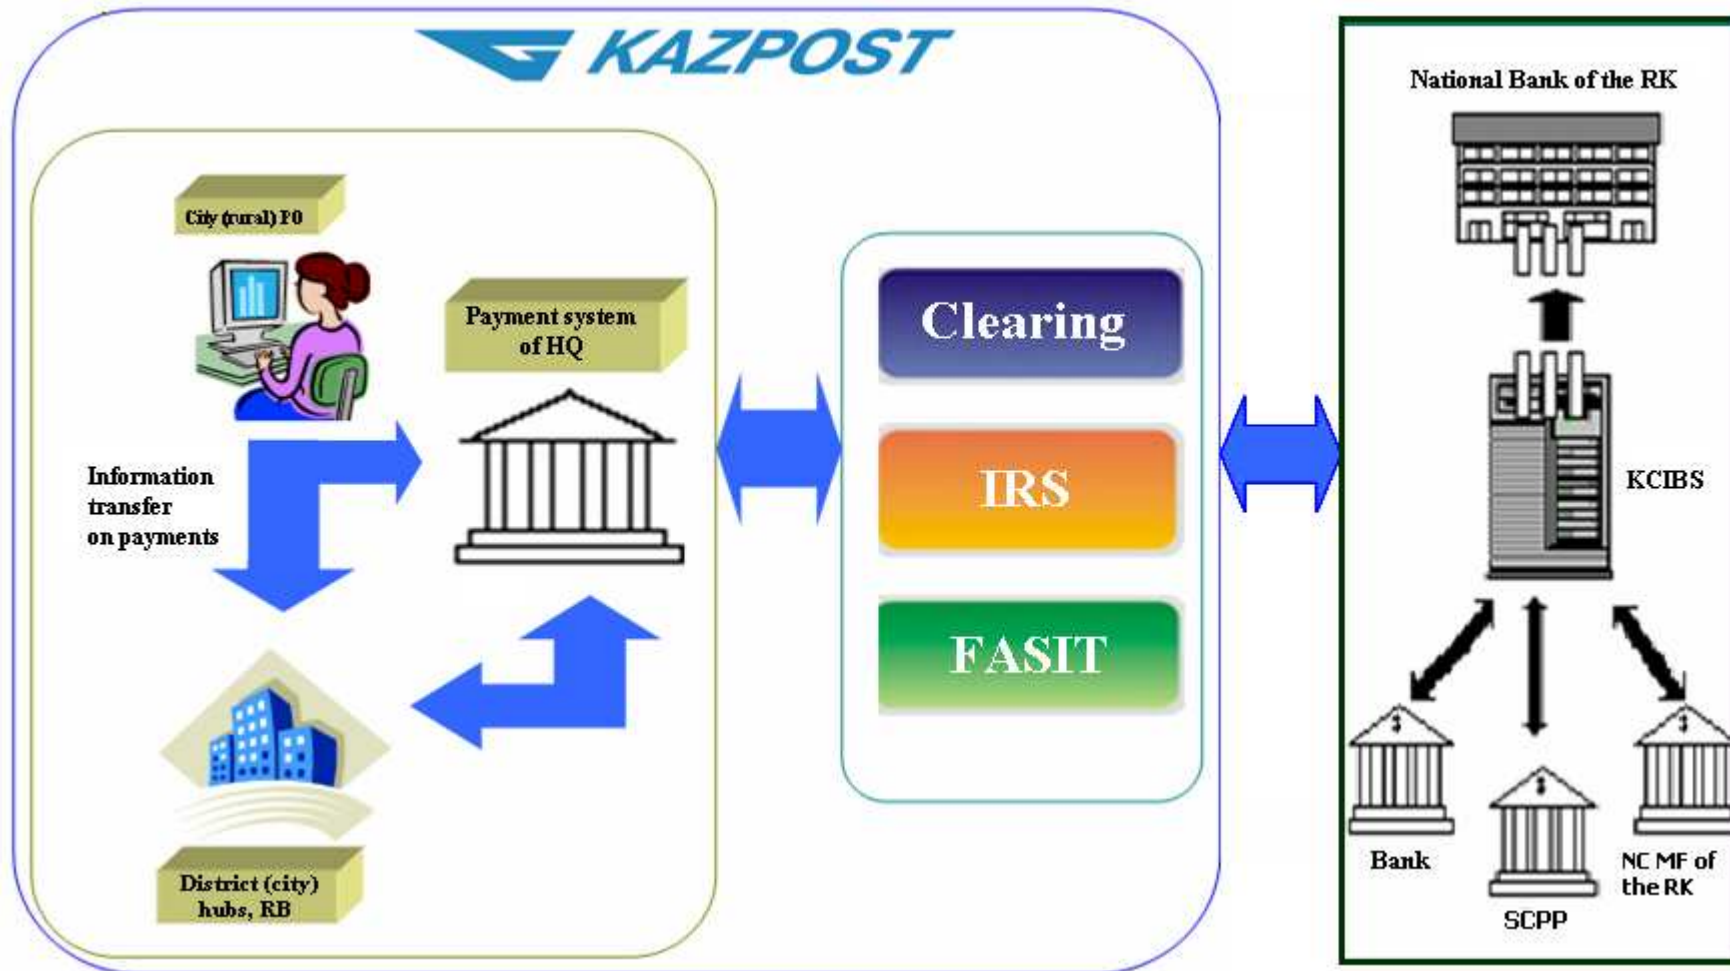 KAZPOST
City (rural) PO
Payment system
of HQ
Information
transfer
on payments
District (city)
hubs, RB
Clearing
IRS
FASIT
National Bank of the RK
KCIBS
Bank
SCPP
NC MF of
the RK